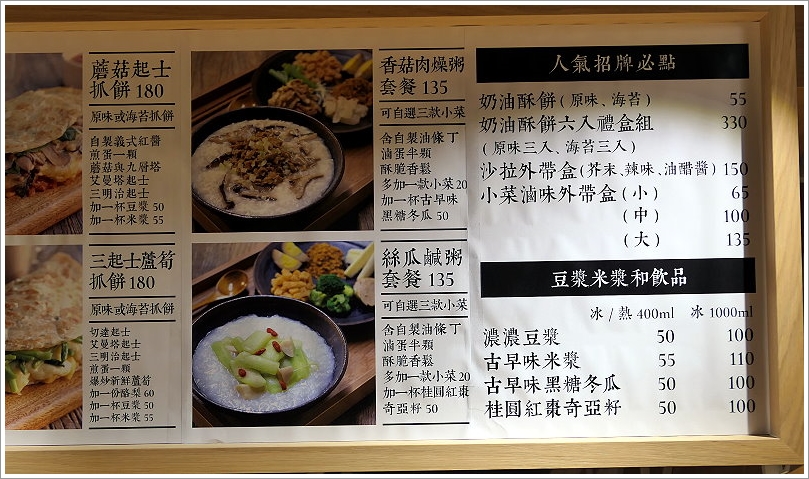 蘑菇起士
抓餅 180
原味或海苔抓餅
自製義式紅醬
煎蛋一顆
蘑菇與九層塔
艾曼塔起士
三明治起士
加一杯豆漿 50
加一杯米漿 55
三起士蘆筍
抓餅 180
原味或海苔抓餅
切達起士
艾曼塔起士
三明治起士
煎蛋一顆
爆炒新鮮蘆筍
加一份酪梨 60
加一杯豆漿 50
加一杯米漿 55
香菇肉燥粥
套餐 135
可自選三款小菜
含自製油條丁
滷蛋半顆
酥脆香鬆
多加一款小菜 20
加一杯古早味
黑糖冬瓜 50
絲瓜鹹粥
套餐 135
可自選三款小菜
含自製油條丁
滷蛋半顆
酥脆香鬆
多加一款小菜 20
加一杯桂圓紅棗
奇亞籽 50
人氣招牌必點
奶油酥餅 (原味、海苔) 55
奶油酥餅六入禮盒組 330
(原味三入、海苔三入)
沙拉外帶盒 (芥末、辣味、油醋醬) 150
小菜滷味外帶盒 (小) 65
(中) 100
(大) 135
豆漿米漿和飲品
冰 / 熱 400ml 冰 1000ml
濃濃豆漿 50 100
古早味米漿 55 110
古早味黑糖冬瓜 50 100
桂圓紅棗奇亞籽 50 100